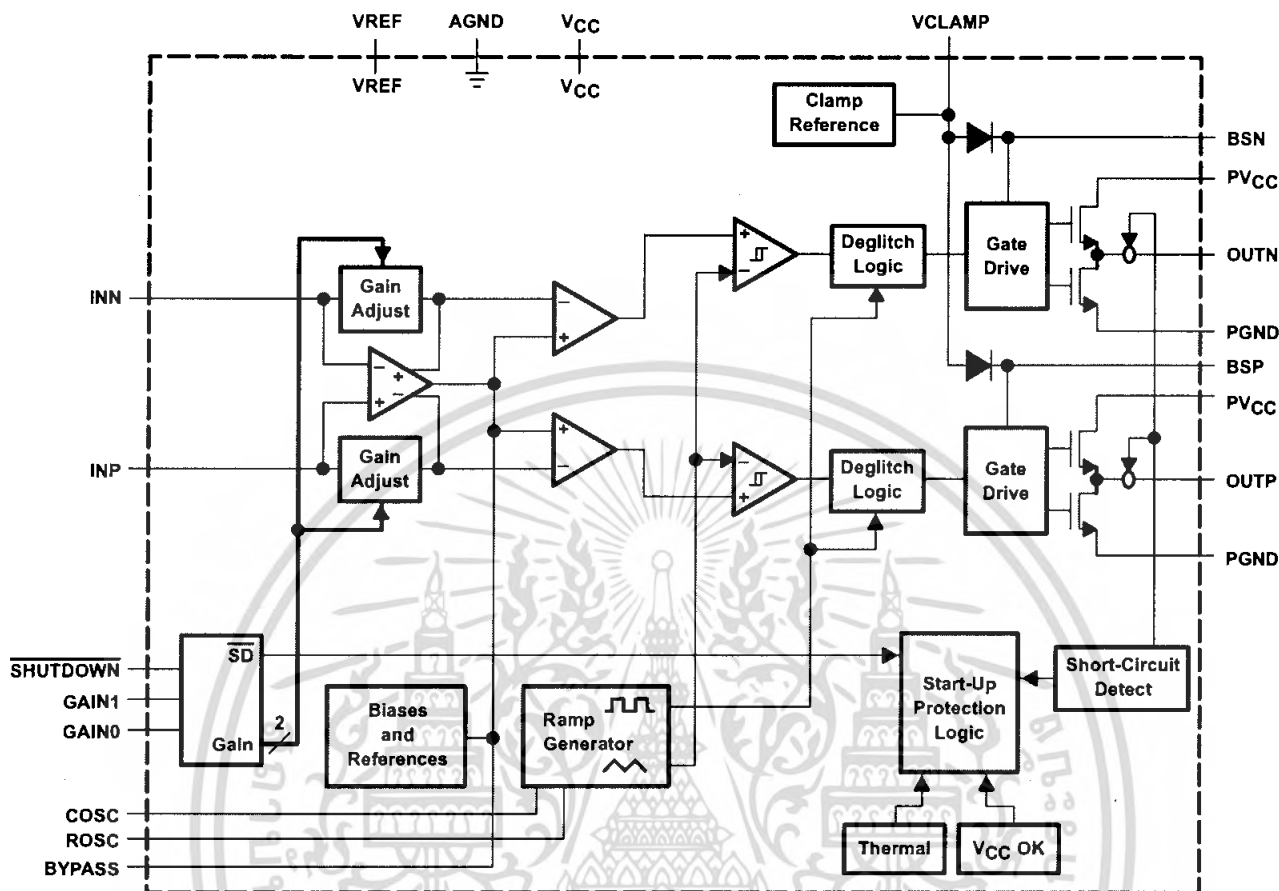 VREF AGND VCC VCLAMP
VREF VCC
Clamp
Reference
BSN
PVCC
Gain
Adjust
Deglitch
Logic
Gate
Drive
OUTN
INN
PGND
BSP
PVCC
INP
Gain
Adjust
Deglitch
Logic
Gate
Drive
OUTP
PGND
SHUTDOWN
GAIN1
GAIN0
SD
Gain
2
Biases
and
References
Ramp
Generator
Start-Up
Protection
Logic
Short-Circuit
Detect
COSC
ROSC
BYPASS
Thermal
VCC OK